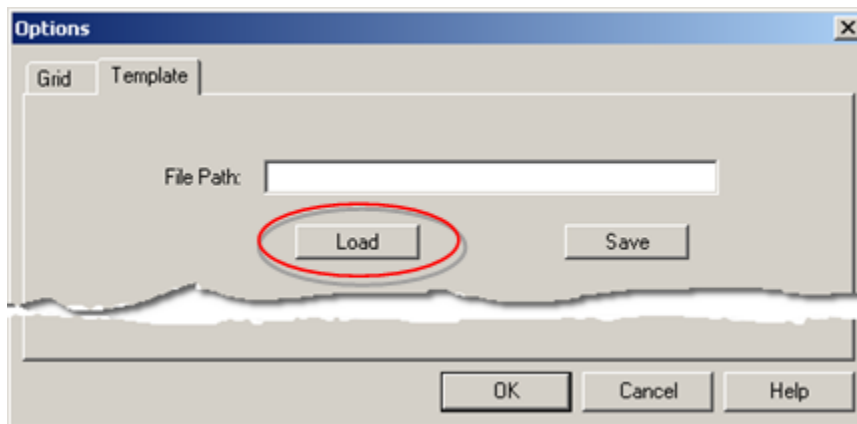 Options
Grid Template
File Path:
Load Save
OK Cancel Help